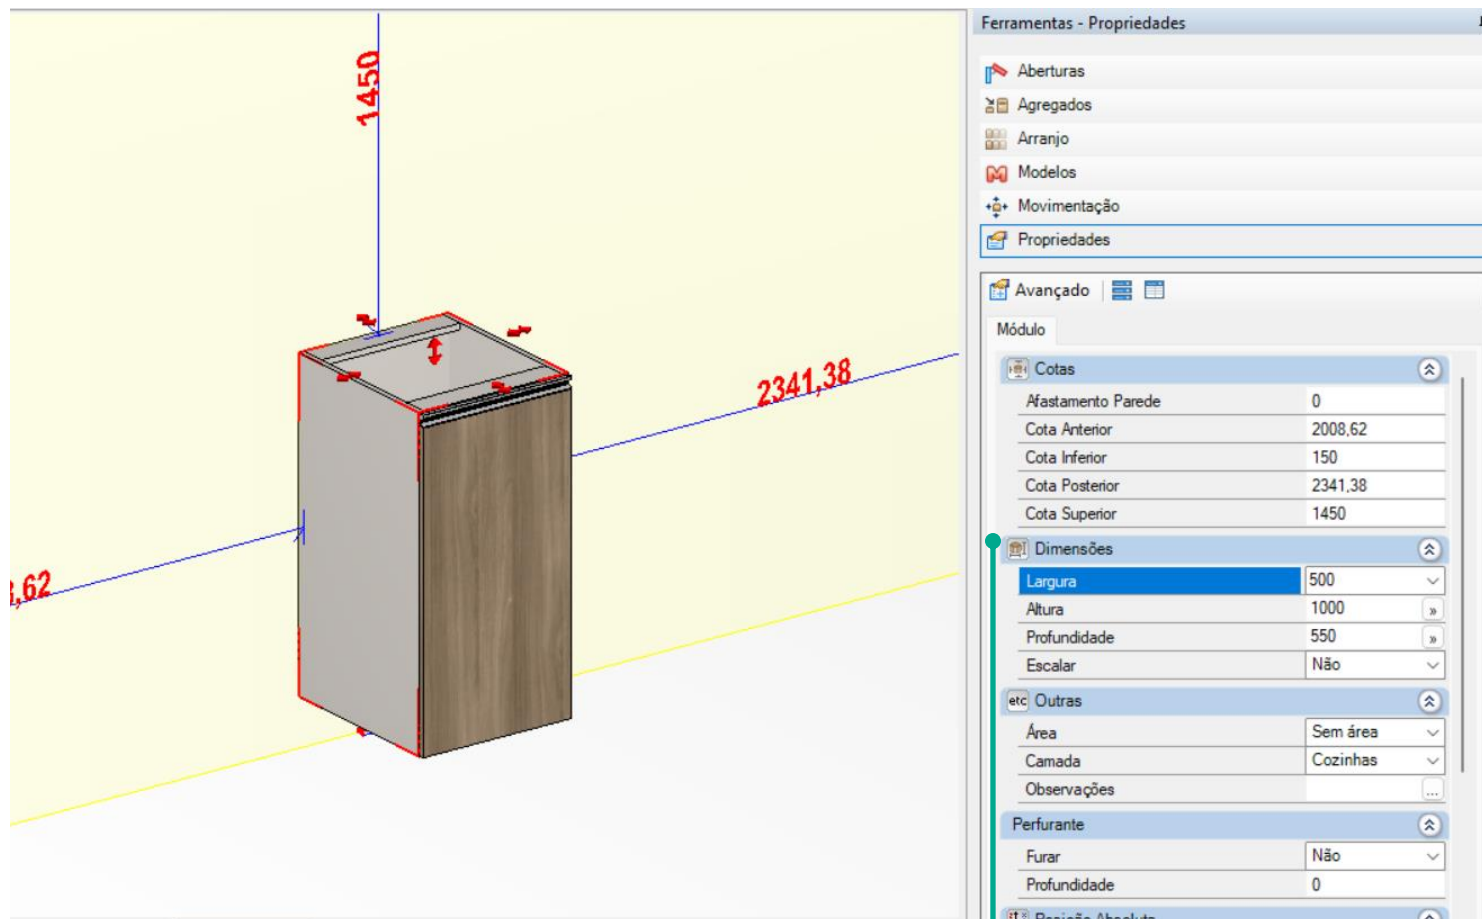 Ferramentas - Propriedades
Aberturas
Agregados
Arranjo
Modelos
Movimentação
Propriedades
Avançado
Módulo
Cotas
Afastamento Parede 0
Cota Anterior 2008,62
Cota Inferior 150
Cota Posterior 2341,38
Cota Superior 1450
Dimensões
Largura 500
Altura 1000 »
Profundidade 550 »
Escalar Não
etc Outras
Área Sem área
Camada Cozinhas
Observações ...
Perfurante
Furar Não
Profundidade 0
Posição Absoluta
1450
2341,38
,62